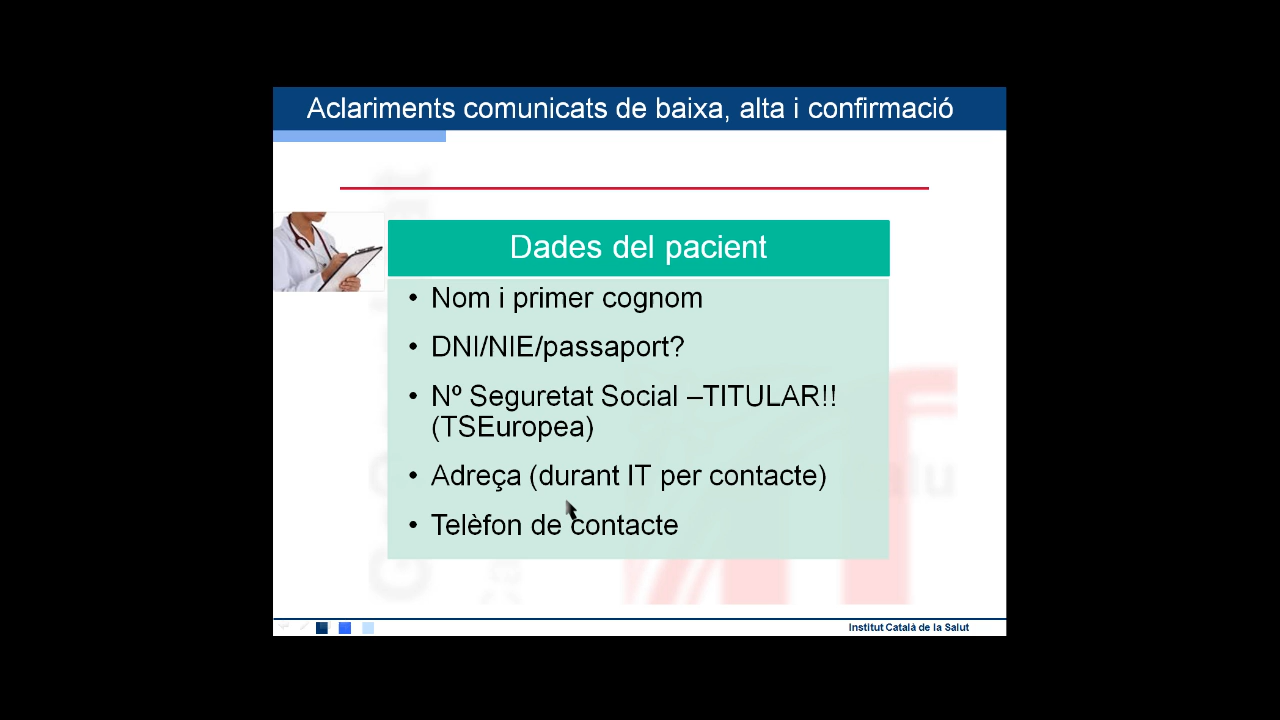 Aclariments comunicats de baixa, alta i confirmació
Dades del pacient
• Nom i primer cognom
• DNI/NIE/passaport?
• Nº Seguretat Social –TITULAR!!
(TSEuropea)
• Adreça (durant IT per contacte)
• Telèfon de contacte
Institut Català de la Salut